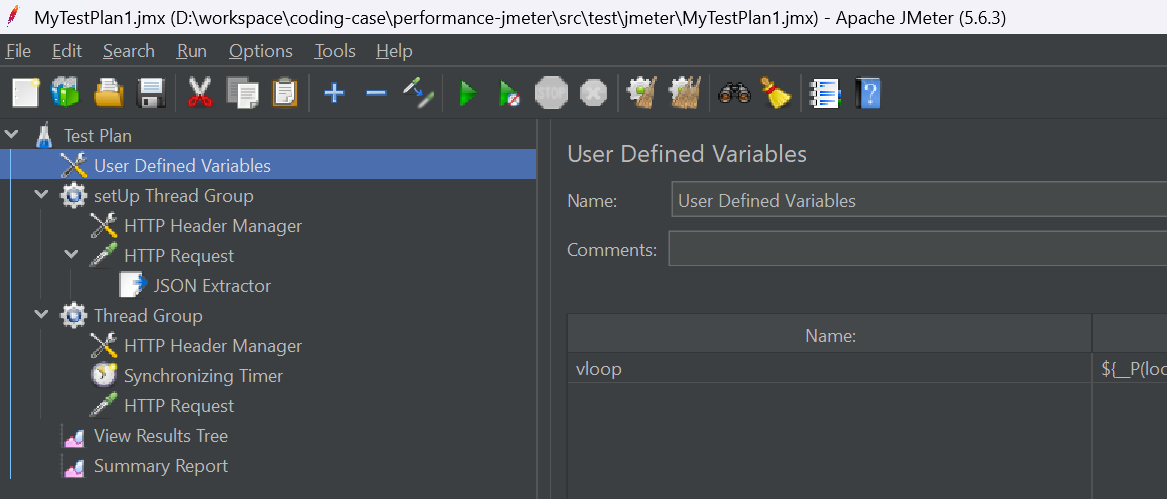 MyTestPlan1.jmx (D:\workspace\coding-case\performance-jmeter\src\test\jmeter\MyTestPlan1.jmx) - Apache JMeter (5.6.3)
File Edit Search Run Options Tools Help
STOP
Test Plan
User Defined Variables
setUp Thread Group
HTTP Header Manager
HTTP Request
JSON Extractor
Thread Group
HTTP Header Manager
Synchronizing Timer
HTTP Request
View Results Tree
Summary Report
User Defined Variables
Name: User Defined Variables
Comments:
Name:
vloop ${__P(loo